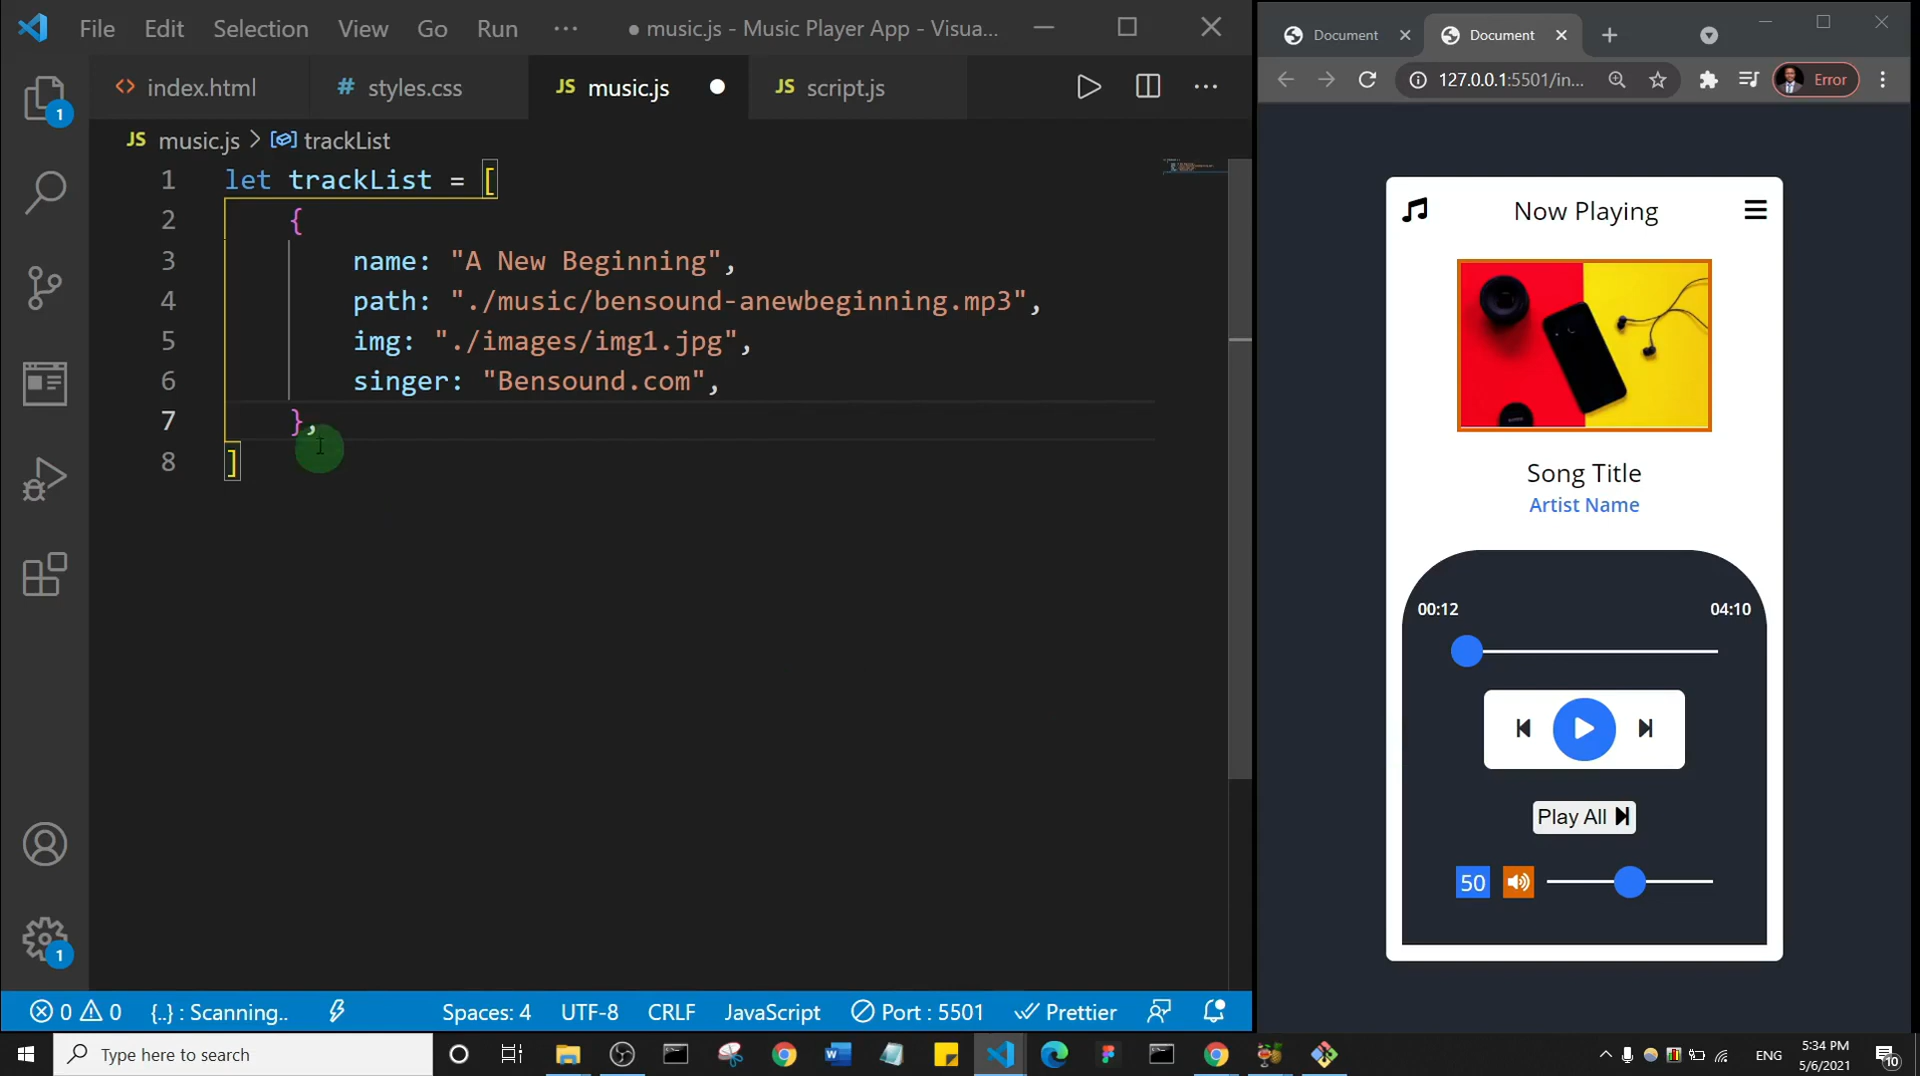 File Edit Selection View Go Run ··· ● music.js - Music Player App - Visua...
<> index.html # styles.css JS music.js ● JS script.js ···
JS music.js > trackList
1 let trackList = [
2 {
3 name: "A New Beginning",
4 path: "./music/bensound-anewbeginning.mp3",
5 img: "./images/img1.jpg",
6 singer: "Bensound.com",
7 },
8 ]
1
1
0 0 {..} : Scanning.. Spaces: 4 UTF-8 CRLF JavaScript Port : 5501 Prettier
Document Document
127.0.0.1:5501/in... Error
Now Playing
Song Title
Artist Name
00:12 04:10
Play All
50
Type here to search
ENG 5:34 PM
5/6/2021 10